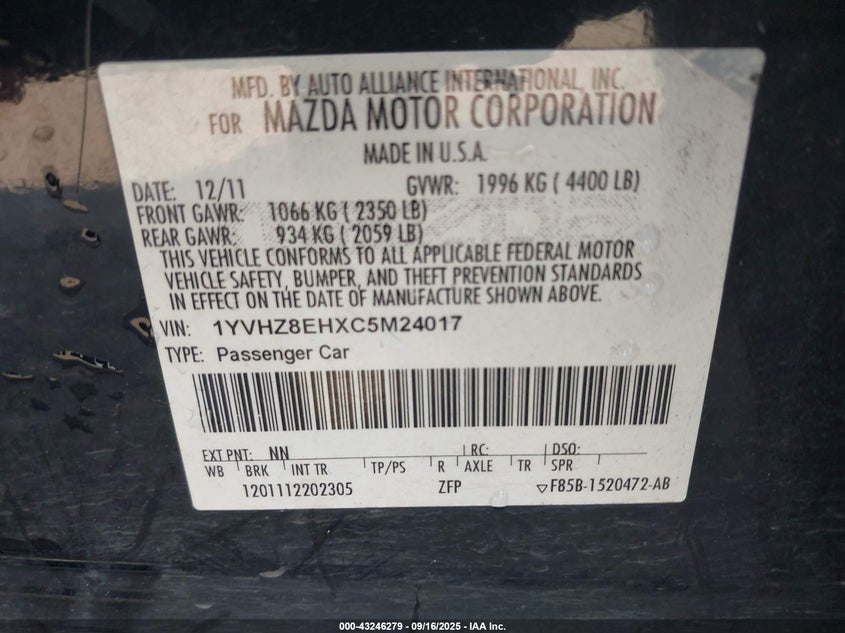 MFD. BY AUTO ALLIANCE INTERNATIONAL, INC.
FOR MAZDA MOTOR CORPORATION
MADE IN U.S.A.
DATE: 12/11 GVWR: 1996 KG ( 4400 LB)
FRONT GAWR: 1066 KG ( 2350 LB)
REAR GAWR: 934 KG ( 2059 LB)
THIS VEHICLE CONFORMS TO ALL APPLICABLE FEDERAL MOTOR
VEHICLE SAFETY, BUMPER, AND THEFT PREVENTION STANDARDS
IN EFFECT ON THE DATE OF MANUFACTURE SHOWN ABOVE.
VIN: 1YVHZ8EHXC5M24017
TYPE: Passenger Car
EXT PNT: NN RC: DSO:
WB BRK INT TR TP/PS R AXLE TR SPR
1201112202305 ZFP ▽FB5B-1520472-AB
000-43246279 - 09/16/2025 - IAA Inc.